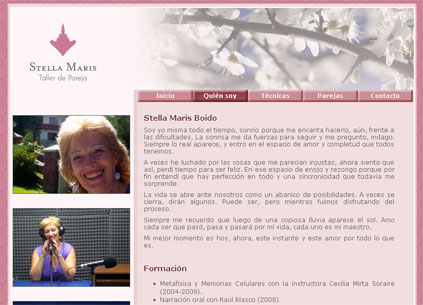 STELLA MARIS
Taller de Pareja
Inicio
Quién soy
Técnicas
Parejas
Contacto
Stella Maris Boido
Soy yo misma todo el tiempo, sonrío porque me encanta hacerlo, aún, frente a
las dificultades. La sonrisa me da fuerzas para seguir y me pregunto, indago.
Siempre lo real aparece, y entro en el espacio de amor y completud que todos
tenemos.
A veces he luchado por las cosas que me parecían injustas, ahora siento que
así, perdí tiempo para ser feliz. En ese espacio de enojo y rezongo porque por
fin entendí que hay perfección en todo y una sincronicidad que todavía me
sorprende.
La vida se abre ante nosotros como un abanico de posibilidades. A veces se
cierra, dirán algunos. Puede ser, pero mientras fuimos disfrutando del
proceso.
Siempre me recuerdo que luego de una copiosa lluvia aparece el sol. Amo
cada ser que pasó, pasa y pasará por mi vida, cada uno es mi maestro.
Mi mejor momento es hoy, ahora, este instante y este amor por todo lo que
es.
Formación
• Metafísica y Memorias Celulares con la instructora Cecilia Mirta Soraire
(2004-2009).
• Narración oral con Raúl Blasco (2008).